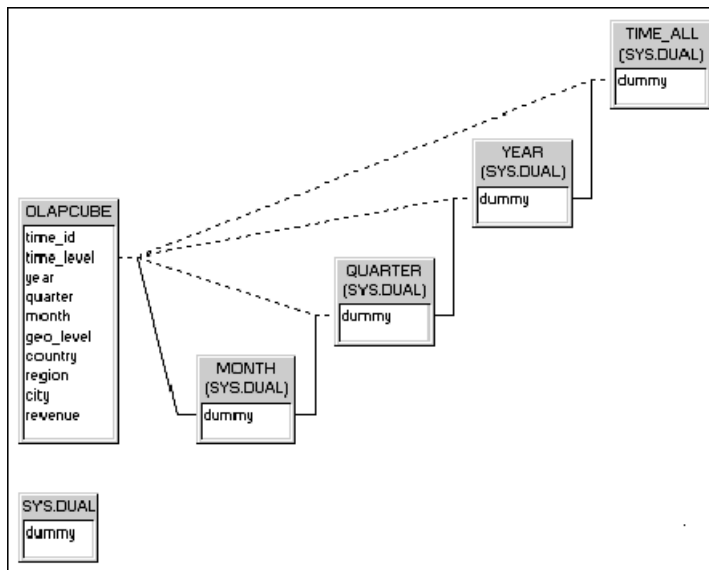 TIME_ALL
(SYS.DUAL)
dummy
YEAR
(SYS.DUAL)
dummy
OLAPCUBE
time_id
time_level
year
quarter
month
geo_level
country
region
city
revenue
QUARTER
(SYS.DUAL)
dummy
MONTH
(SYS.DUAL)
dummy
SYS.DUAL
dummy